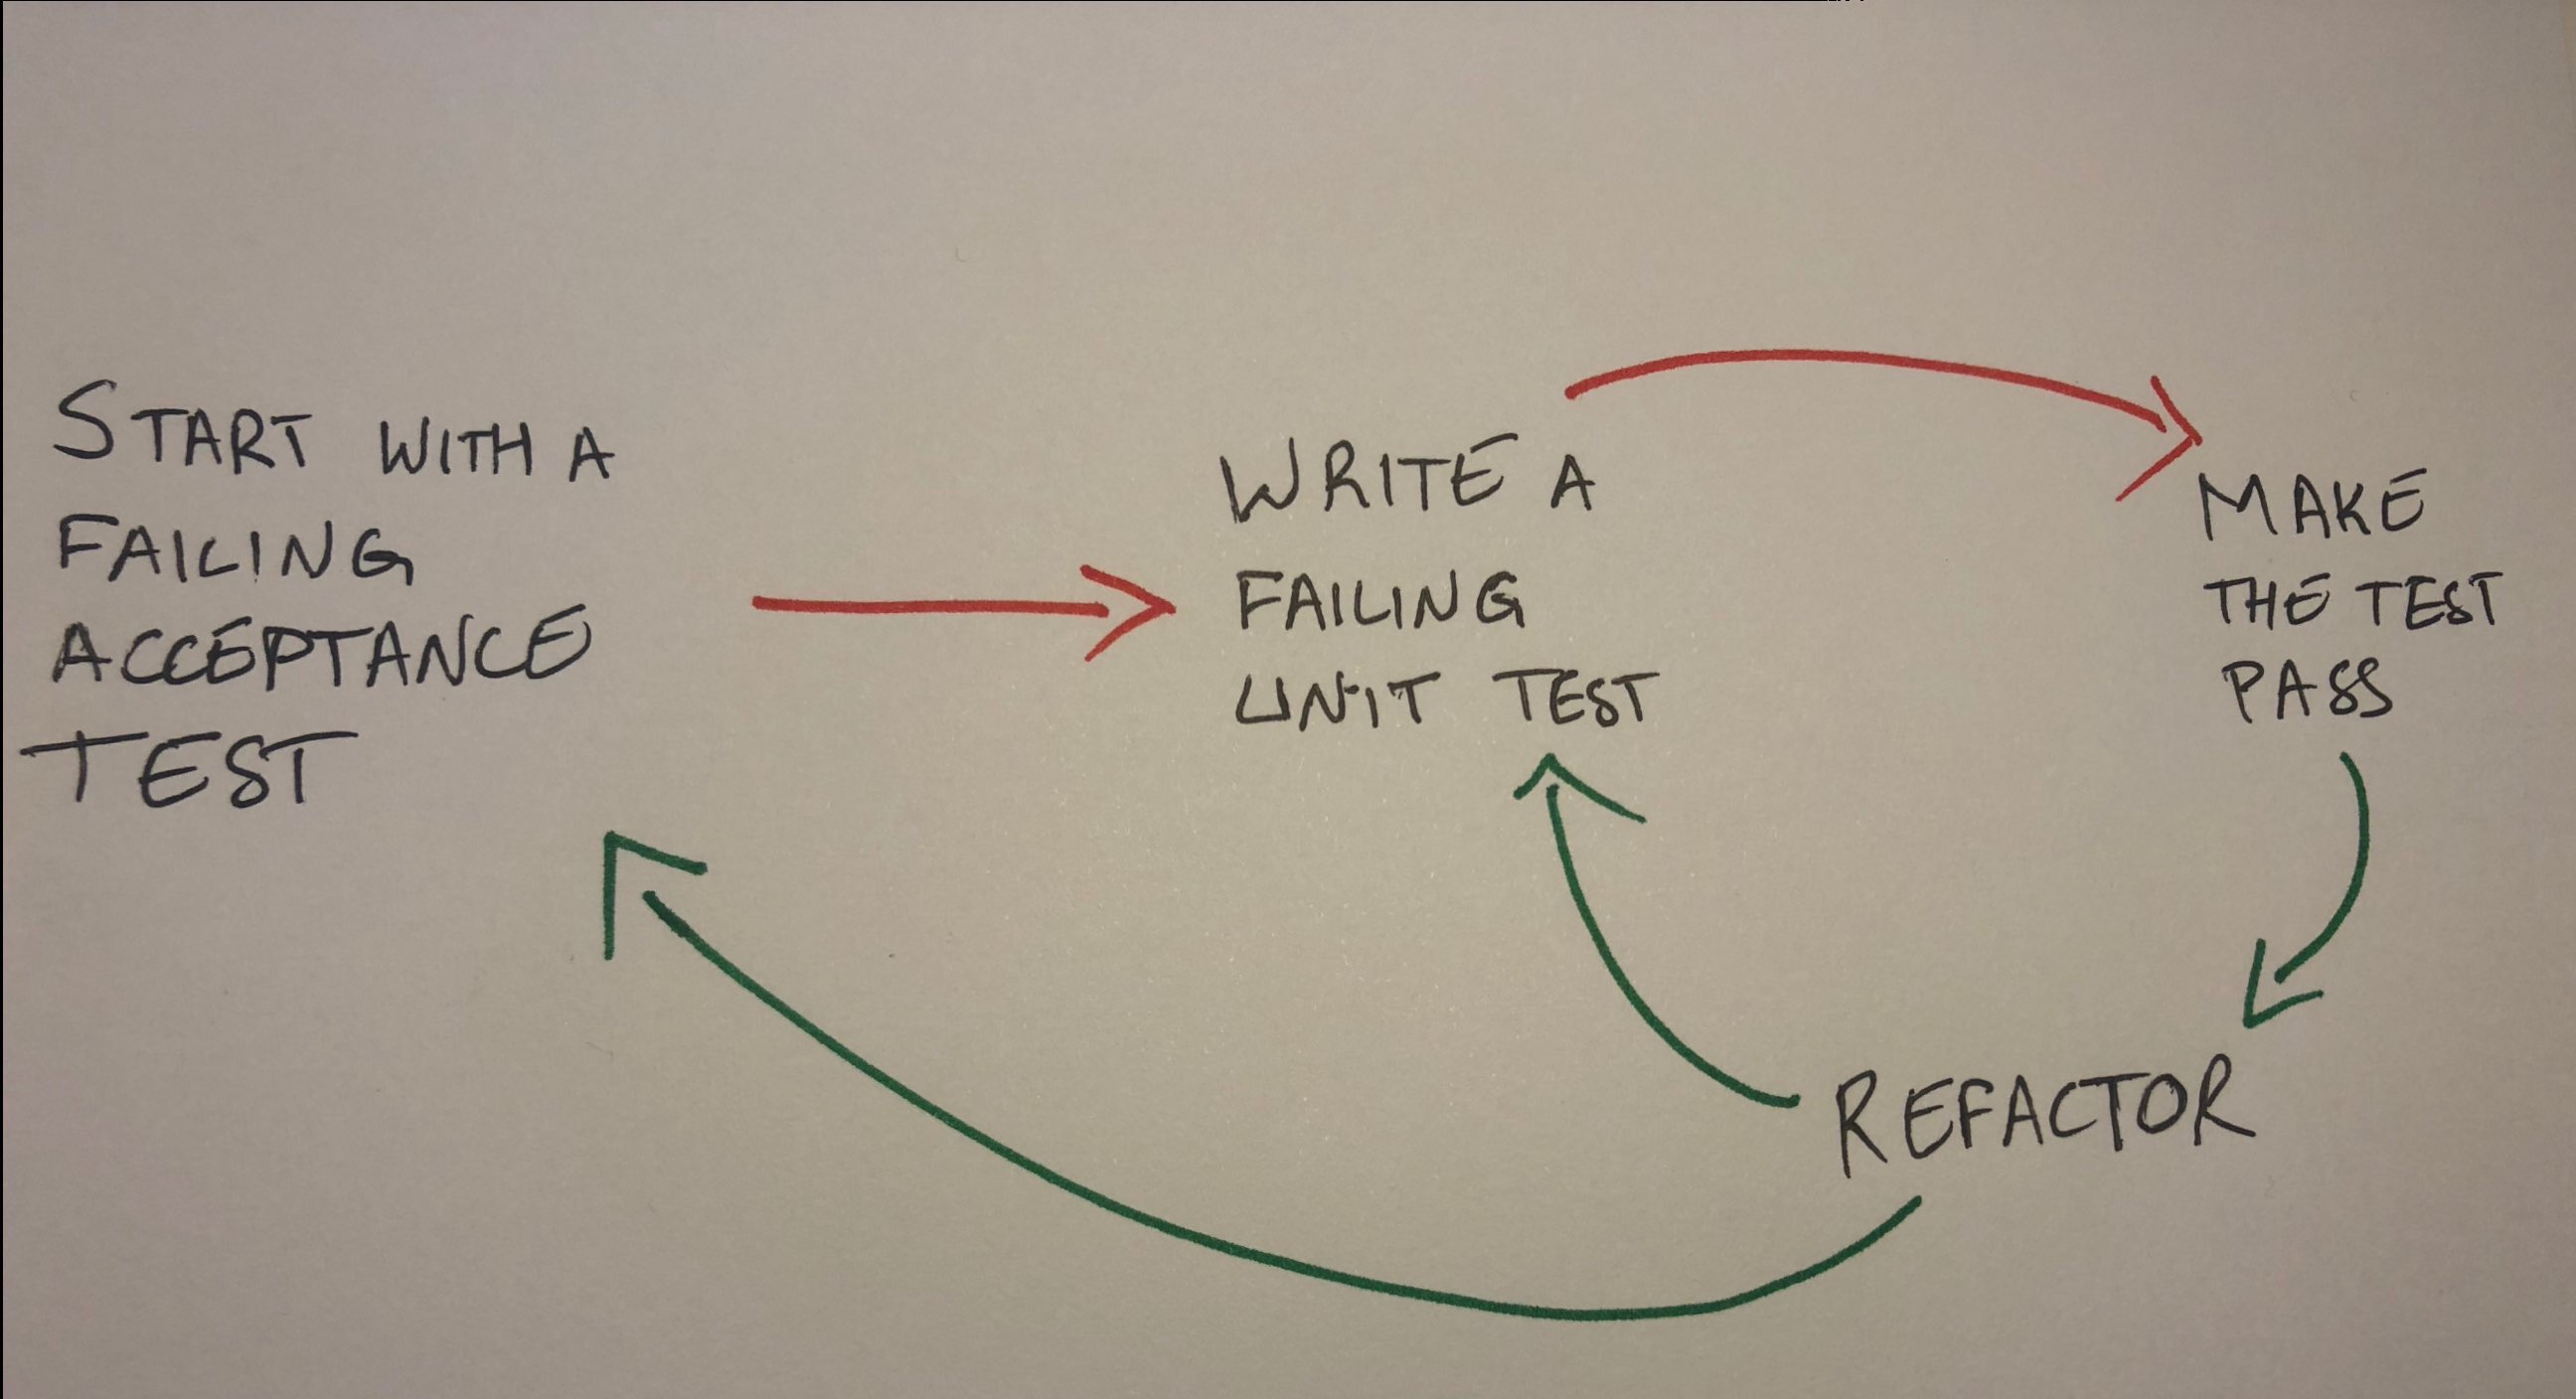 START WITH A
FAILING
ACCEPTANCE
TEST
WRITE A
FAILING
UNIT TEST
MAKE
THE TEST
PASS
REFACTOR